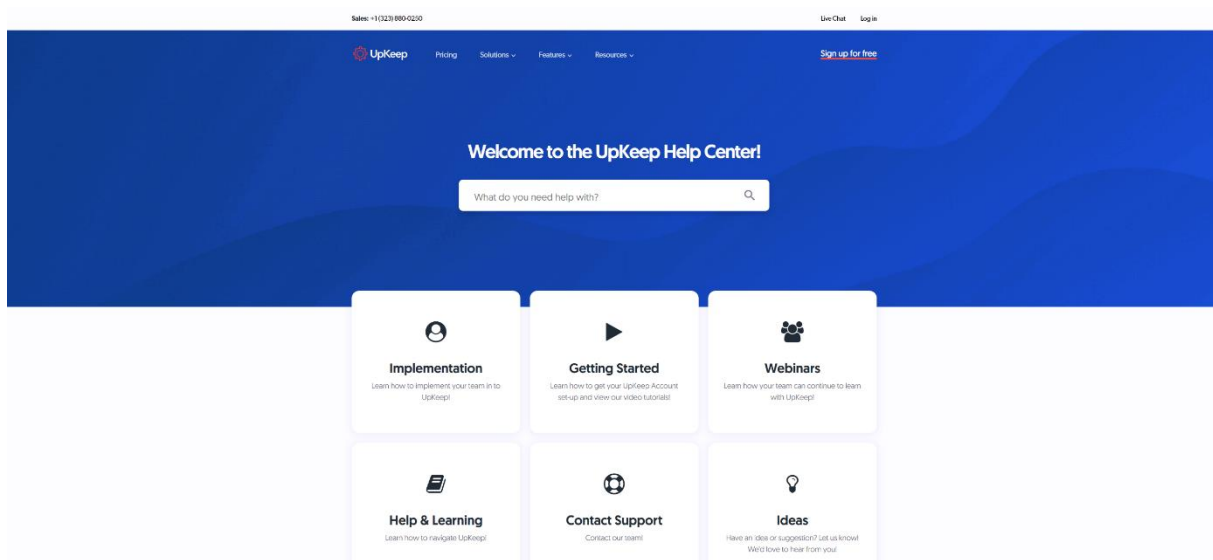 Sales: +1 (323) 880-0250
Live Chat
Log in
UpKeep
Pricing
Solutions
Features
Resources
Sign up for free
Welcome to the UpKeep Help Center!
What do you need help with?
Implementation
Learn how to implement your team in to
UpKeep!
Getting Started
Learn how to get your UpKeep Account
set-up and view our video tutorials!
Webinars
Learn how your team can continue to learn
with UpKeep!
Help & Learning
Learn how to navigate UpKeep!
Contact Support
Contact our team!
Ideas
Have an idea or suggestion? Let us know!
We'd love to hear from you!